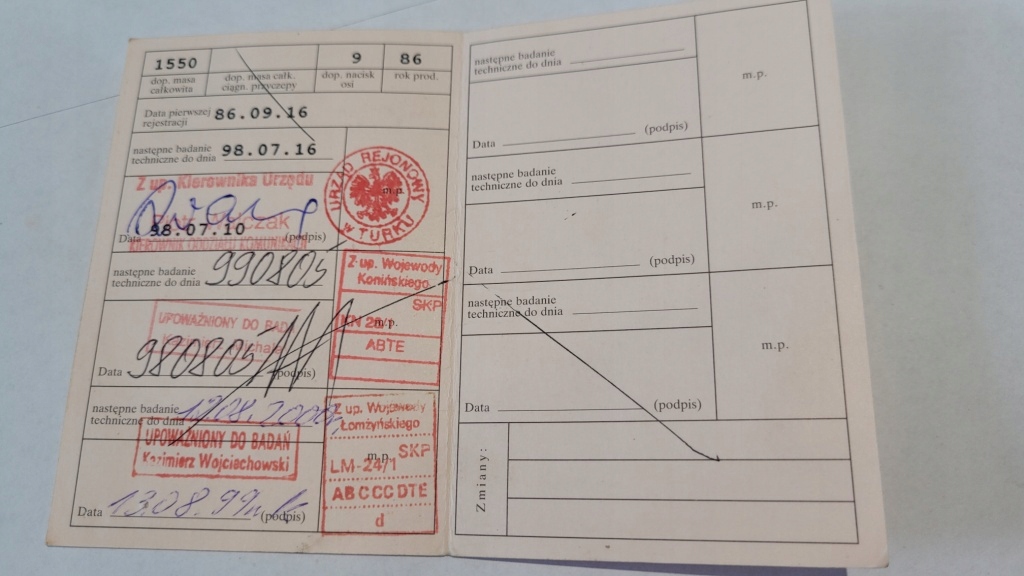 1550
9
86
dop. masa całkowita
dop. masa całk. ciągn. przyczepy
dop. nacisk osi
rok prod.
Data pierwszej rejestracji 86.09.16
następne badanie techniczne do dnia 98.07.16
Z up. Kierownika Urzędu
KIEROWNIK ODDZIAŁU KOMUNIKACJI
Data 98.07.10 (podpis)
URZĄD REJONOWY w TURKU
m.p.
następne badanie techniczne do dnia 990805
Z up. Wojewody
Konińskiego
SKP
m.p.
ABTE
UPOWAŻNIONY DO BADAŃ
Data 980805 (podpis)
następne badanie techniczne do dnia
UPOWAŻNIONY DO BADAŃ
Kazimierz Wojciechowski
Data 13.08.99 (podpis)
Z up. Wojewody
Łomżyńskiego
m.p. SKP
LM-24/1
ABCCCDTE
d
następne badanie
techniczne do dnia
m.p.
Data (podpis)
następne badanie
techniczne do dnia
m.p.
Data (podpis)
następne badanie
techniczne do dnia
m.p.
Data (podpis)
Zmiany: